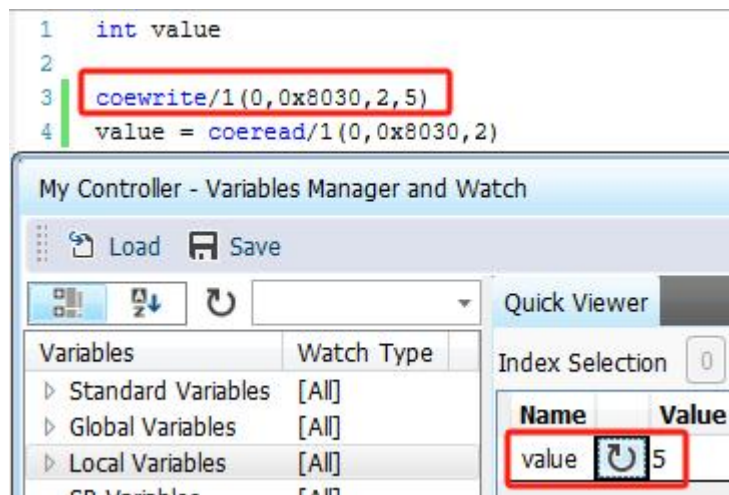 1 int value
2
3 coewrite/1(0,0x8030,2,5)
4 value = coeread/1(0,0x8030,2)
My Controller - Variables Manager and Watch
Load Save
Quick Viewer
Variables Watch Type
Index Selection 0
Standard Variables [All]
Name Value
Global Variables [All]
value 5
Local Variables [All]